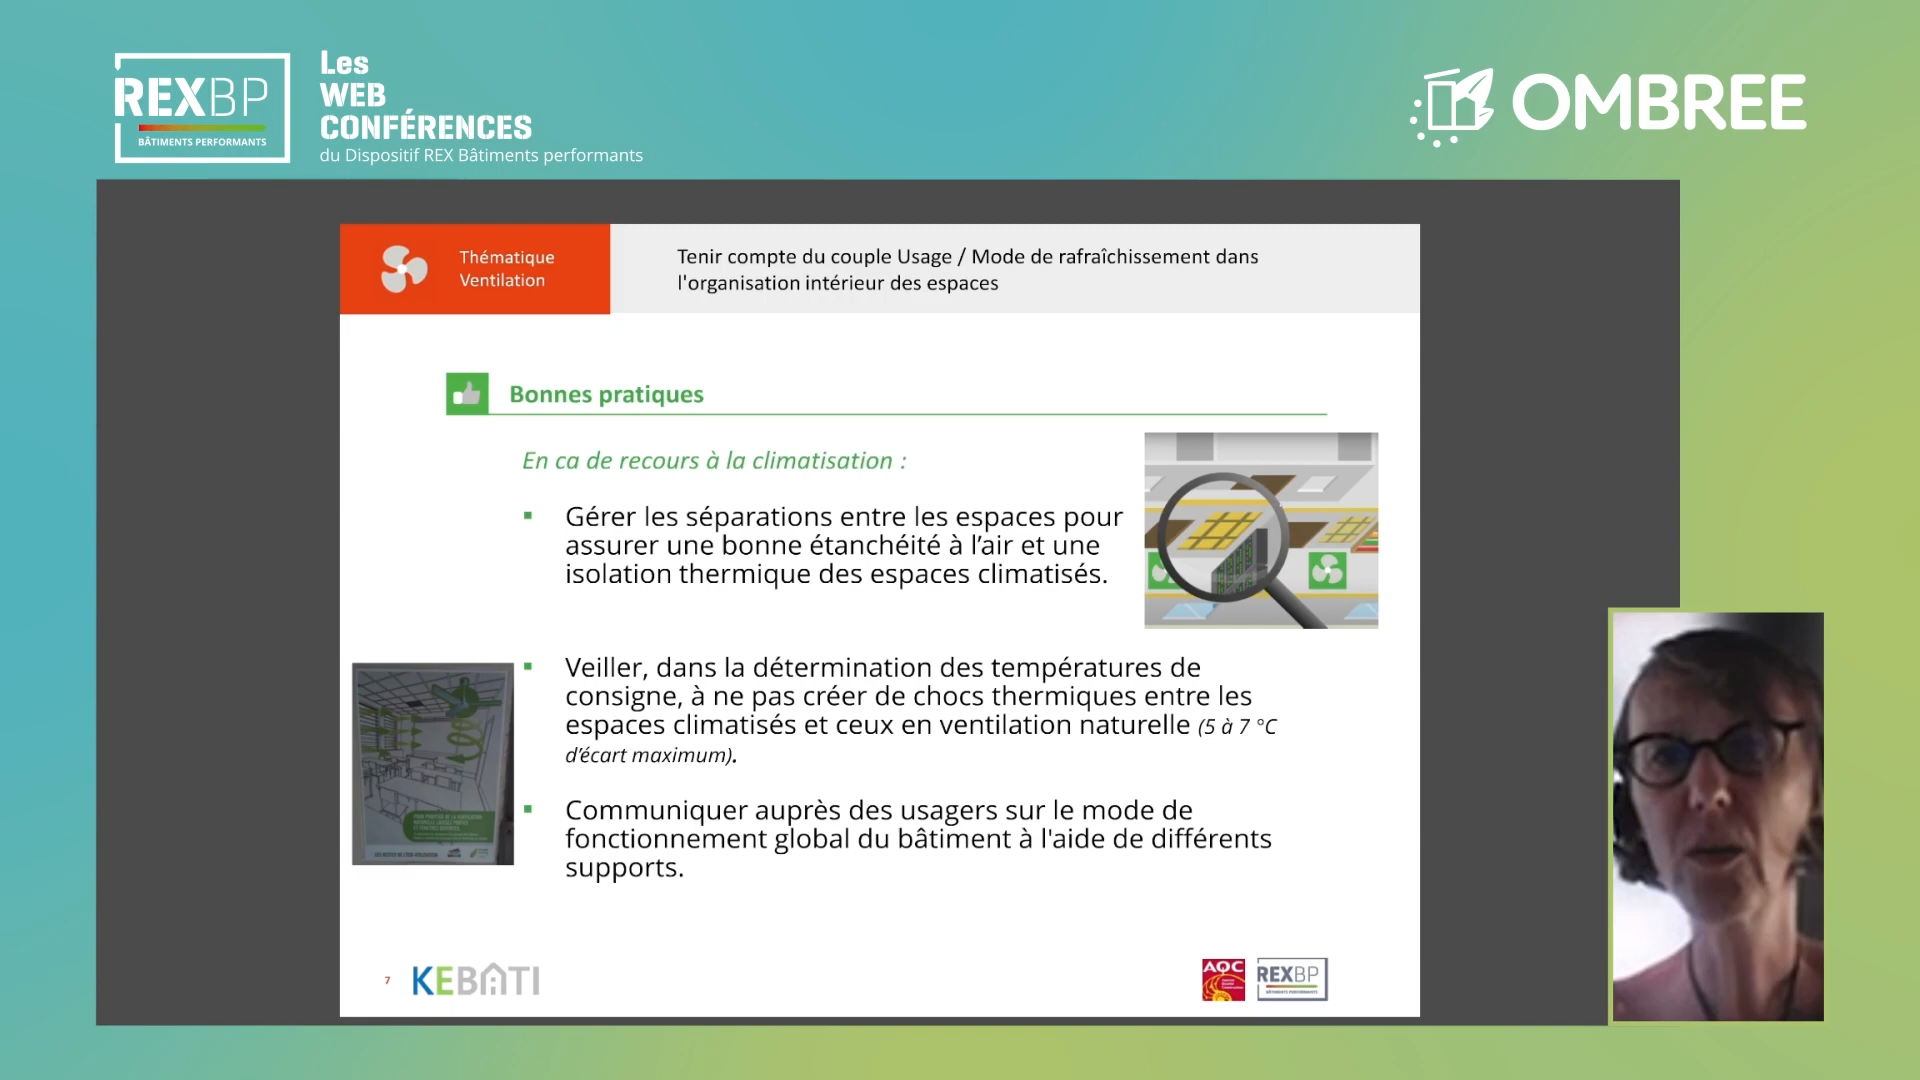 REXBP
BÂTIMENTS PERFORMANTS
Les
WEB
CONFÉRENCES
du Dispositif REX Bâtiments performants
OMBREE
Thématique
Ventilation
Tenir compte du couple Usage / Mode de rafraîchissement dans
l'organisation intérieur des espaces
Bonnes pratiques
En ca de recours à la climatisation :
Gérer les séparations entre les espaces pour
assurer une bonne étanchéité à l’air et une
isolation thermique des espaces climatisés.
Veiller, dans la détermination des températures de
consigne, à ne pas créer de chocs thermiques entre les
espaces climatisés et ceux en ventilation naturelle (5 à 7 °C
d’écart maximum).
Communiquer auprès des usagers sur le mode de
fonctionnement global du bâtiment à l'aide de différents
supports.
7
KEBATI
AQC
REXBP
BÂTIMENTS PERFORMANTS